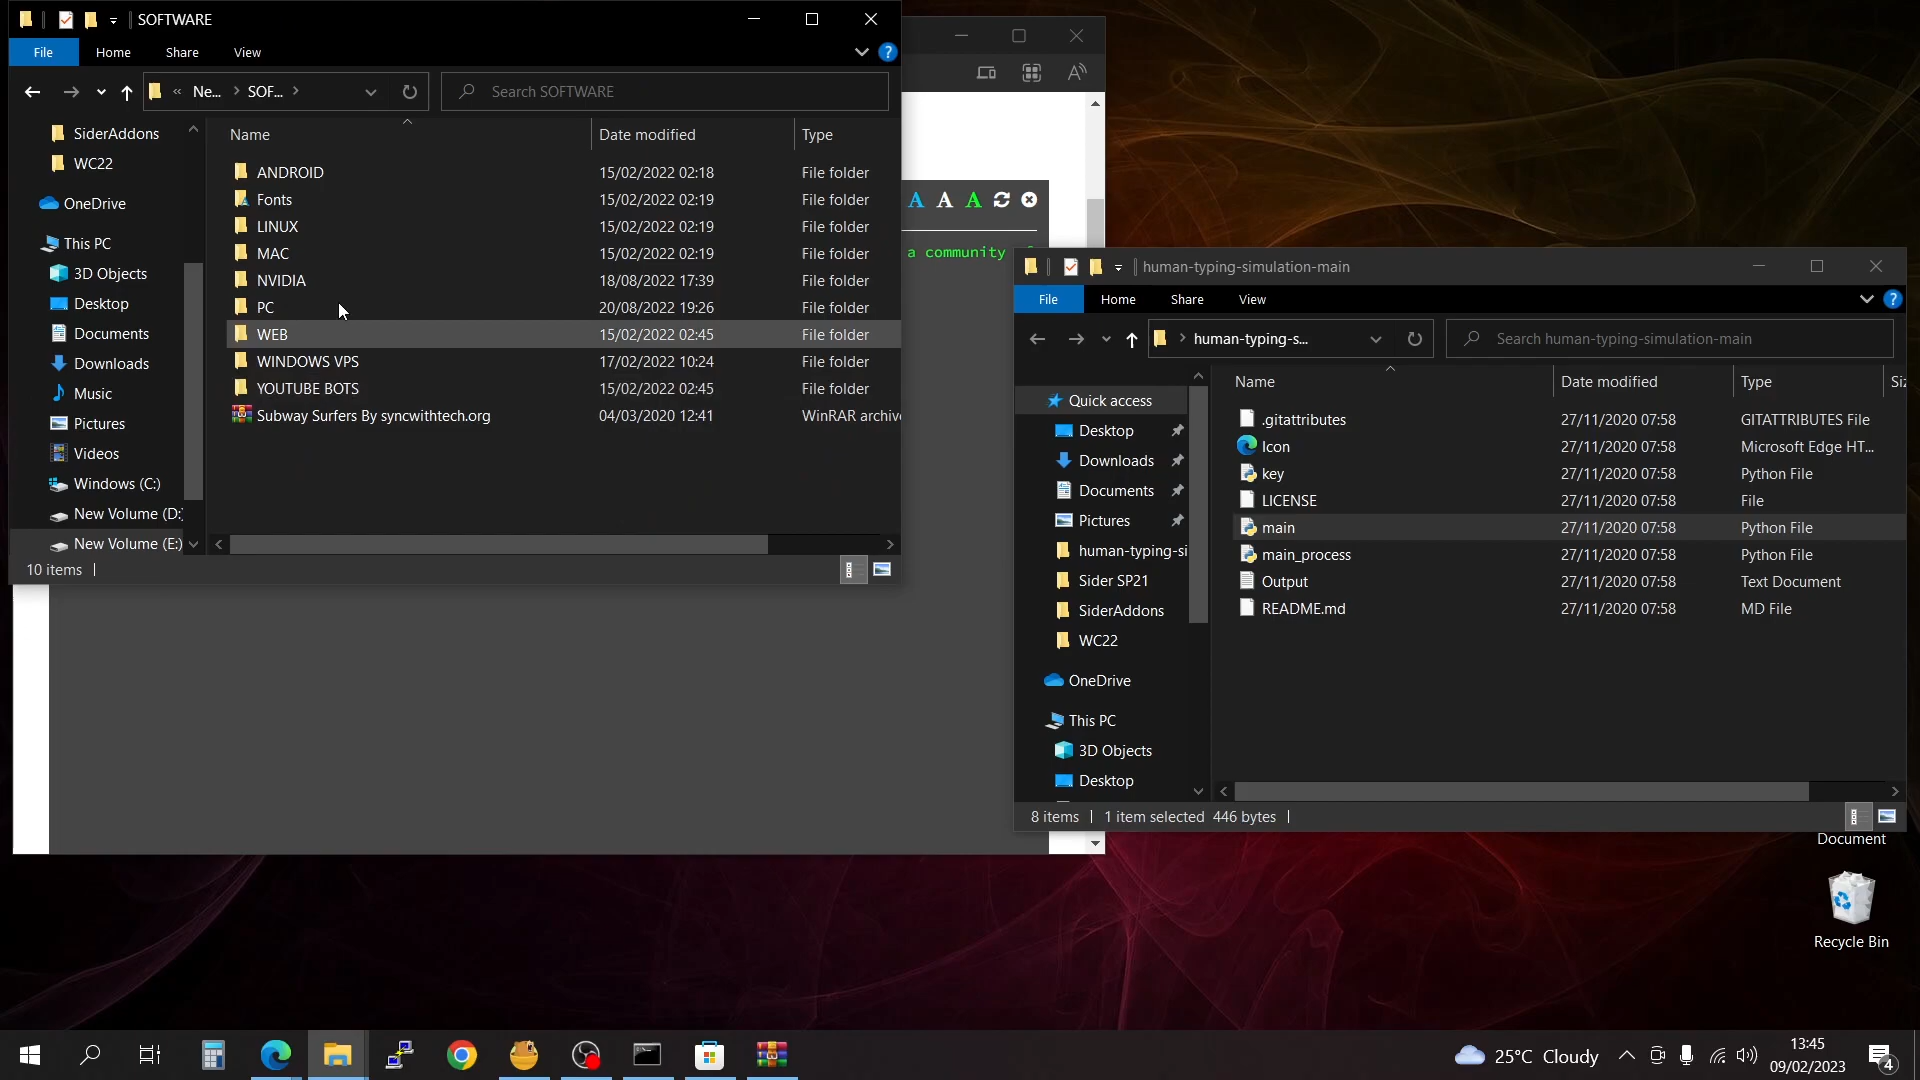 SOFTWARE
File Home Share View
Ne... SOF... Search SOFTWARE
SiderAddons
WC22
OneDrive
This PC
3D Objects
Desktop
Documents
Downloads
Music
Pictures
Videos
Windows (C:)
New Volume (D:
New Volume (E:)
Name Date modified Type
ANDROID 15/02/2022 02:18 File folder
Fonts 15/02/2022 02:19 File folder
LINUX 15/02/2022 02:19 File folder
MAC 15/02/2022 02:19 File folder
NVIDIA 18/08/2022 17:39 File folder
PC 20/08/2022 19:26 File folder
WEB 15/02/2022 02:45 File folder
WINDOWS VPS 17/02/2022 10:24 File folder
YOUTUBE BOTS 15/02/2022 02:45 File folder
Subway Surfers By syncwithtech.org 04/03/2020 12:41 WinRAR archive
10 items
A A A
a community
human-typing-simulation-main
File Home Share View
human-typing-s... Search human-typing-simulation-main
Quick access
Desktop
Downloads
Documents
Pictures
human-typing-si
Sider SP21
SiderAddons
WC22
OneDrive
This PC
3D Objects
Desktop
Name Date modified Type Siz
.gitattributes 27/11/2020 07:58 GITATTRIBUTES File
Icon 27/11/2020 07:58 Microsoft Edge HT...
key 27/11/2020 07:58 Python File
LICENSE 27/11/2020 07:58 File
main 27/11/2020 07:58 Python File
main_process 27/11/2020 07:58 Python File
Output 27/11/2020 07:58 Text Document
README.md 27/11/2020 07:58 MD File
8 items 1 item selected 446 bytes
Document
Recycle Bin
25°C Cloudy
13:45
09/02/2023
4